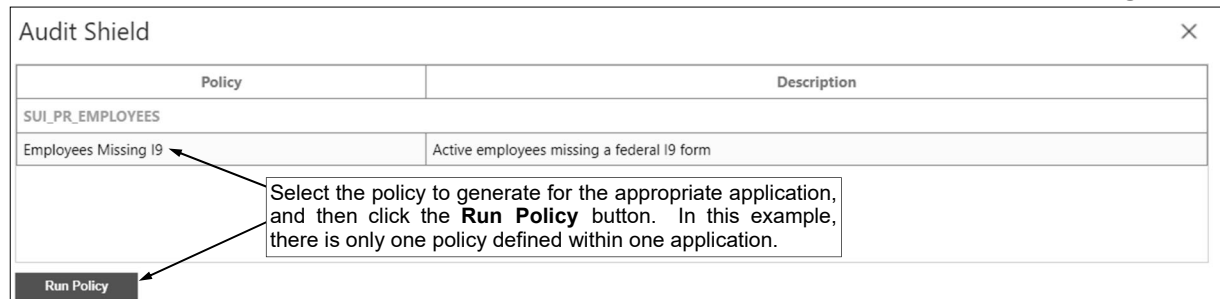 Audit Shield
Policy Description
SUI_PR_EMPLOYEES
Employees Missing I9 Active employees missing a federal I9 form
Select the policy to generate for the appropriate application,
and then click the Run Policy button. In this example,
there is only one policy defined within one application.
Run Policy